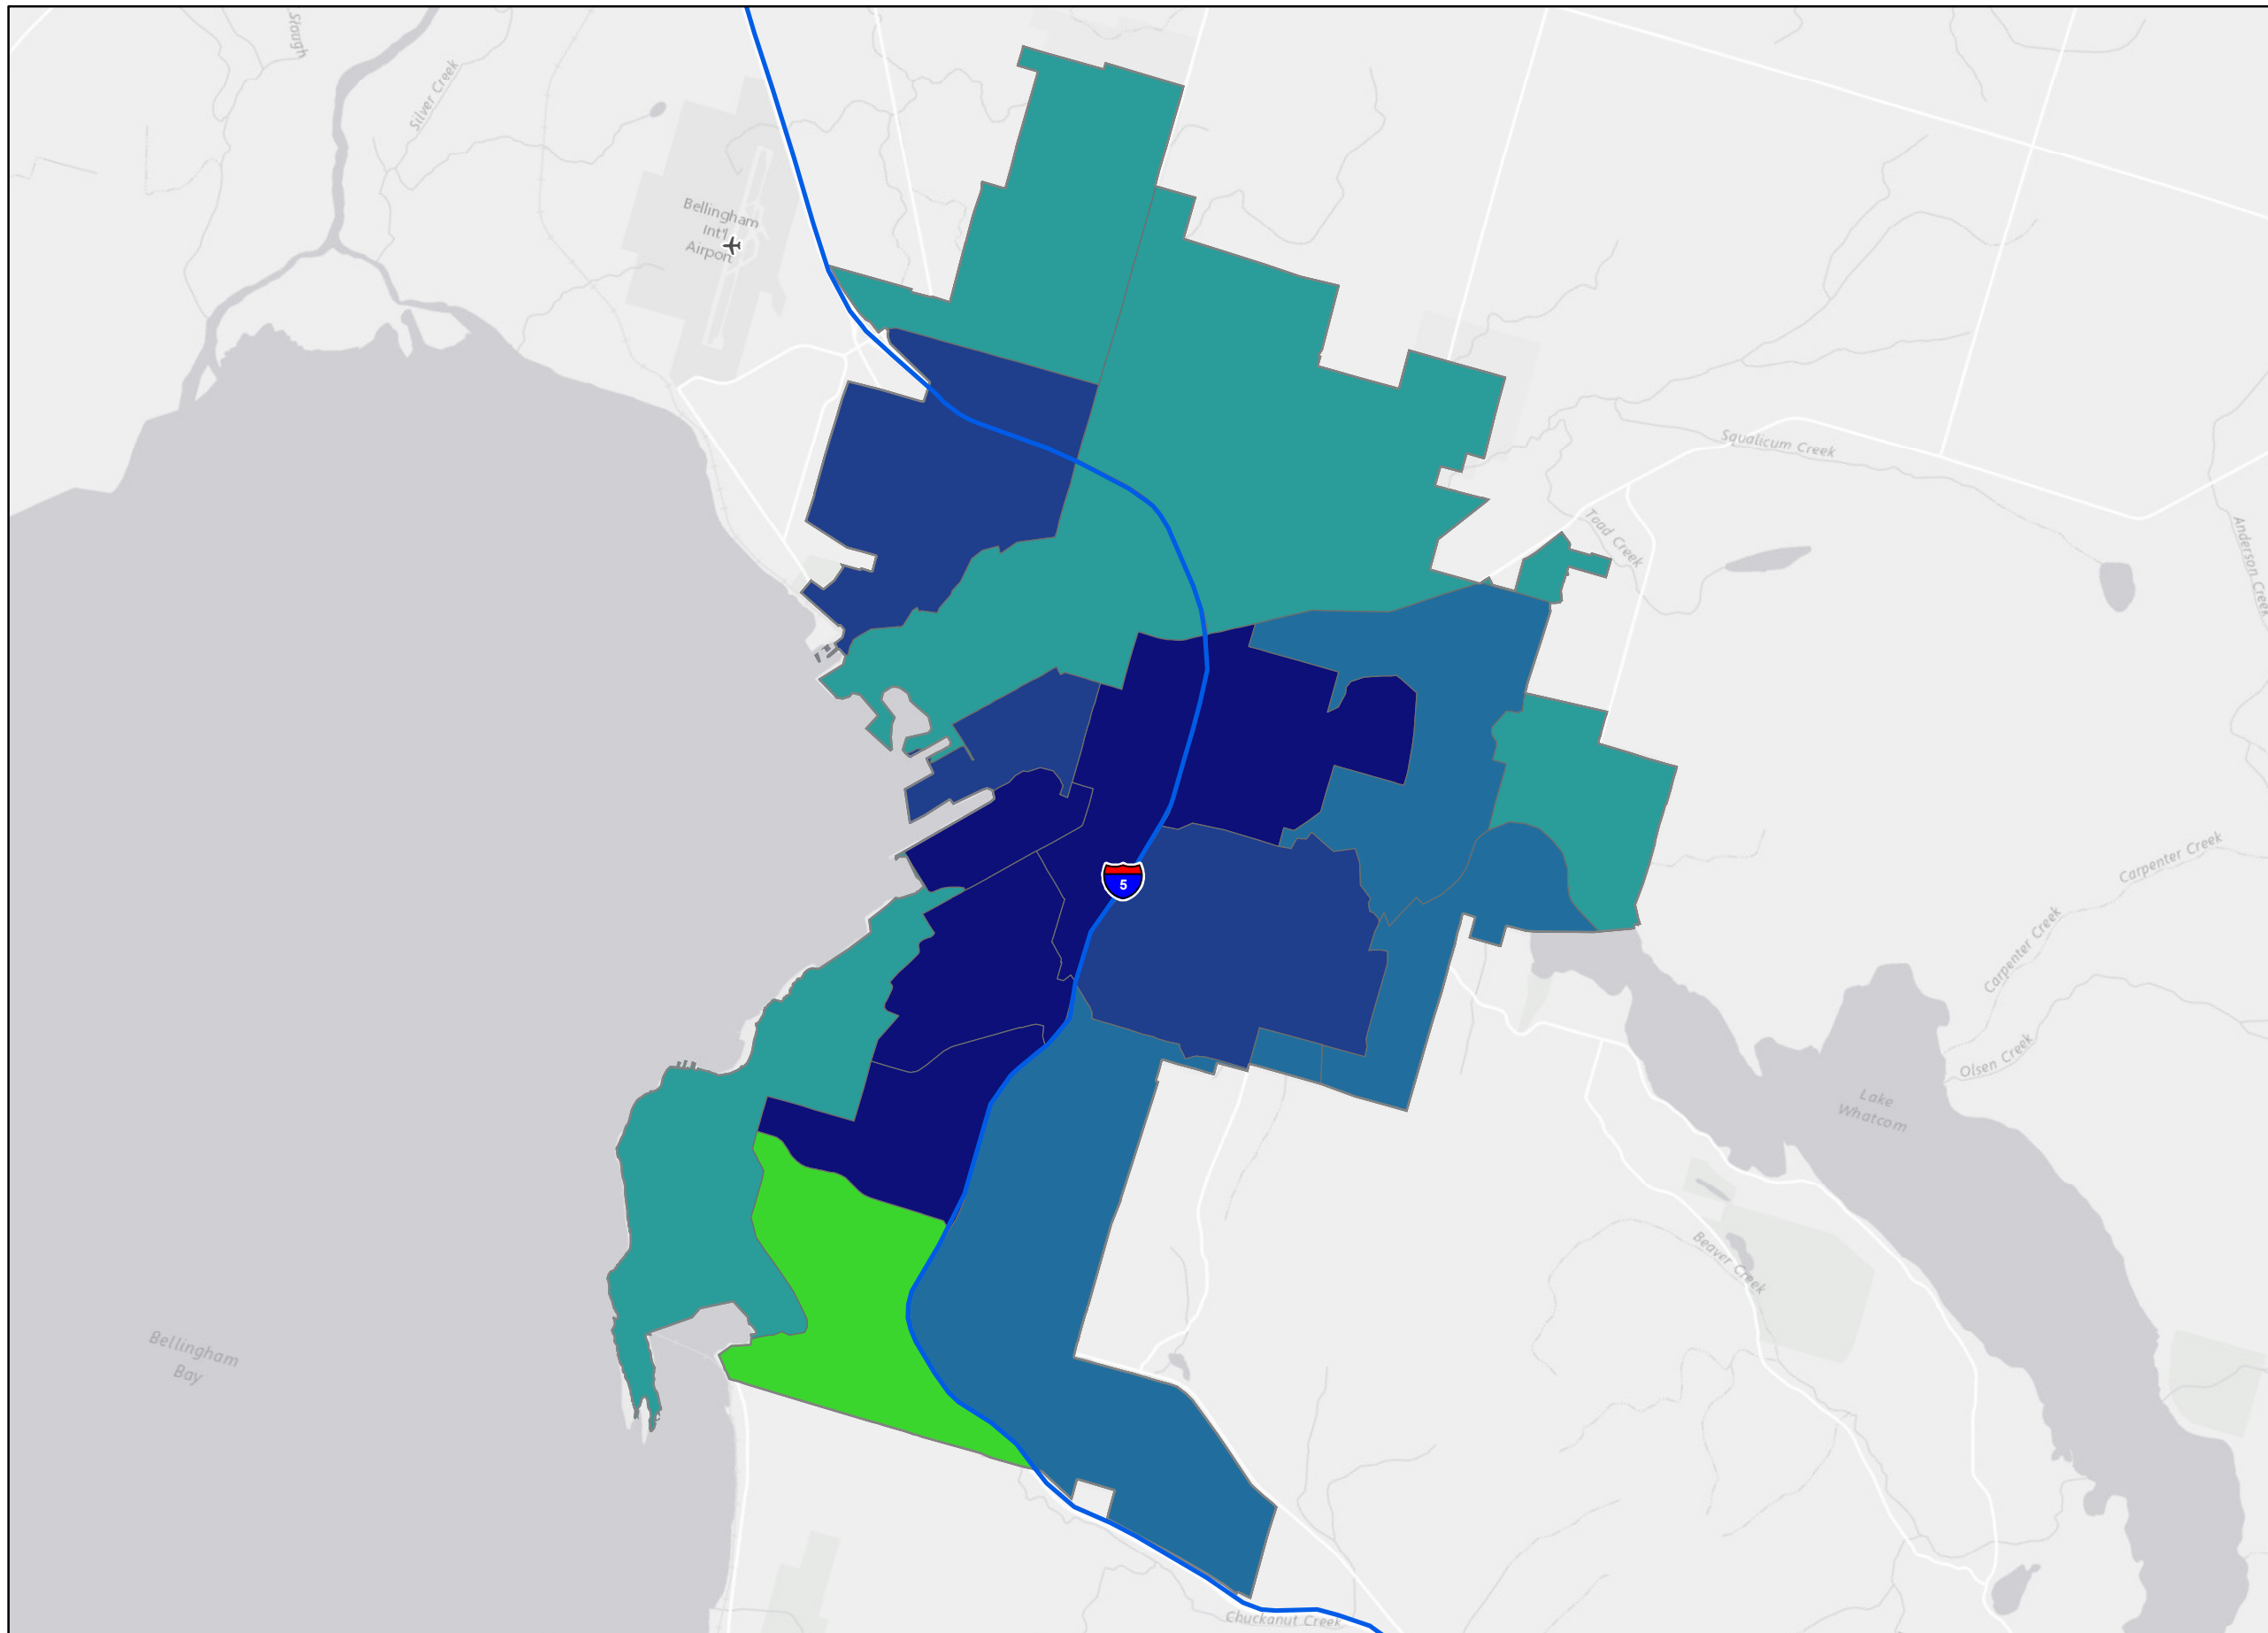 Slough
Silver Creek
Bellingham
Int'l
Airport
Squalicum Creek
Toad Creek
Anderson Creek
Carpenter Creek
5
Carpenter Creek
Olsen Creek
Lake
Whatcom
Beaver Creek
Bellingham
Bay
Chuckanut Creek